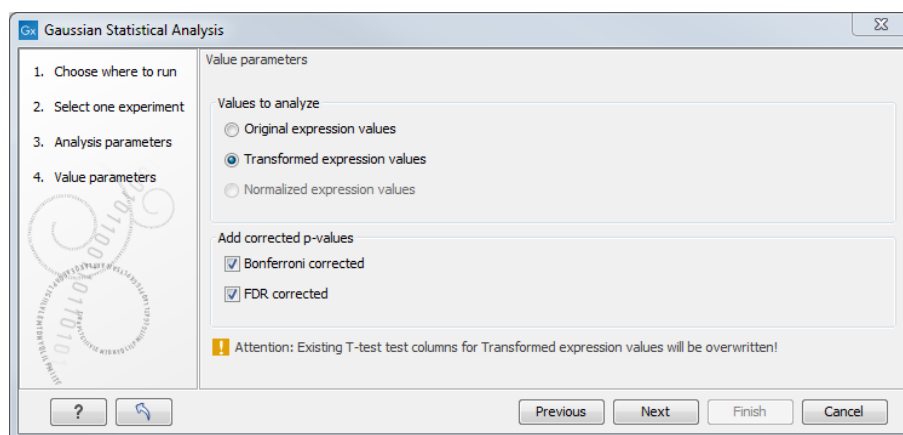 Gx Gaussian Statistical Analysis
1. Choose where to run
2. Select one experiment
3. Analysis parameters
4. Value parameters
Value parameters
Values to analyze
Original expression values
Transformed expression values
Normalized expression values
Add corrected p-values
Bonferroni corrected
FDR corrected
Attention: Existing T-test test columns for Transformed expression values will be overwritten!
?
Previous
Next
Finish
Cancel